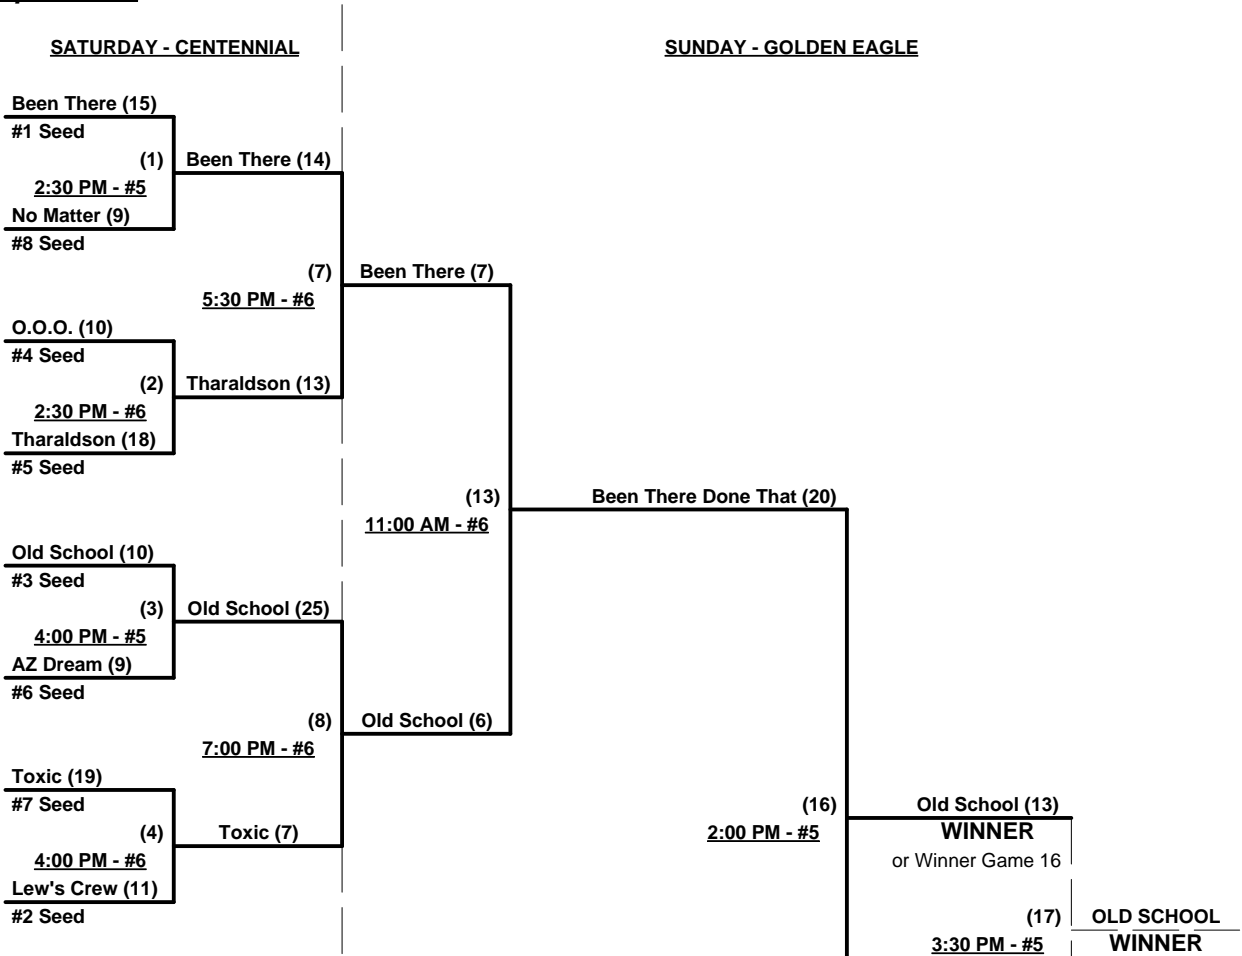 SATURDAY - CENTENNIAL
SUNDAY - GOLDEN EAGLE
Been There (15)
#1 Seed
(1)
Been There (14)
2:30 PM - #5
No Matter (9)
#8 Seed
(7)
Been There (7)
5:30 PM - #6
O.O.O. (10)
#4 Seed
(2)
Tharaldson (13)
2:30 PM - #6
Tharaldson (18)
#5 Seed
(13)
Been There Done That (20)
11:00 AM - #6
Old School (10)
#3 Seed
(3)
Old School (25)
4:00 PM - #5
AZ Dream (9)
#6 Seed
(8)
Old School (6)
7:00 PM - #6
Toxic (19)
#7 Seed
(16)
Old School (13)
(4)
Toxic (7)
2:00 PM - #5
WINNER
4:00 PM - #6
or Winner Game 16
Lew's Crew (11)
#2 Seed
(17)
OLD SCHOOL
3:30 PM - #5
WINNER